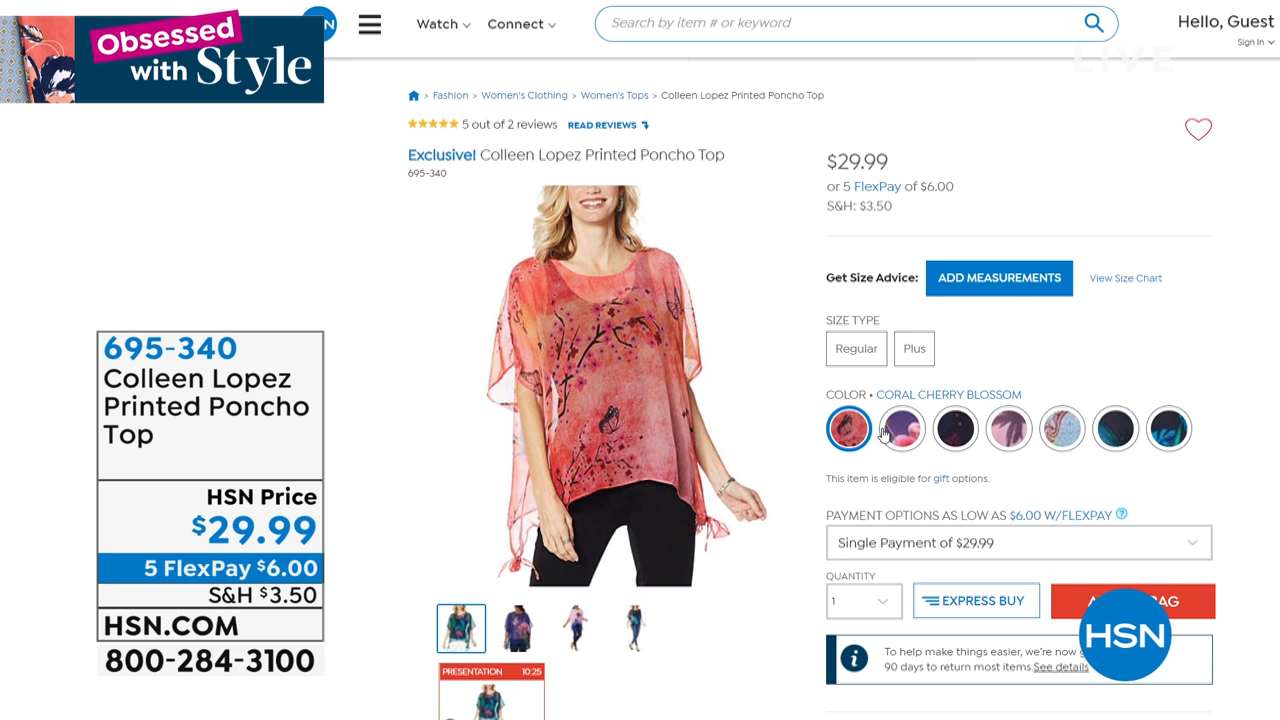 Obsessed
with Style
Watch
Connect
Search by item # or keyword
Hello, Guest
Sign In
LIVE
> Fashion > Women's Clothing > Women's Tops > Colleen Lopez Printed Poncho Top
5 out of 2 reviews READ REVIEWS
Exclusive! Colleen Lopez Printed Poncho Top
695-340
$29.99
or 5 FlexPay of $6.00
S&H: $3.50
Get Size Advice: ADD MEASUREMENTS View Size Chart
SIZE TYPE
Regular Plus
COLOR • CORAL CHERRY BLOSSOM
This item is eligible for gift options.
PAYMENT OPTIONS AS LOW AS $6.00 W/FLEXPAY ?
Single Payment of $29.99
QUANTITY
1
EXPRESS BUY
HSN
To help make things easier, we're now
90 days to return most items. See details
PRESENTATION 10:25
695-340
Colleen Lopez
Printed Poncho
Top
HSN Price
$29.99
5 FlexPay $6.00
S&H $3.50
HSN.COM
800-284-3100